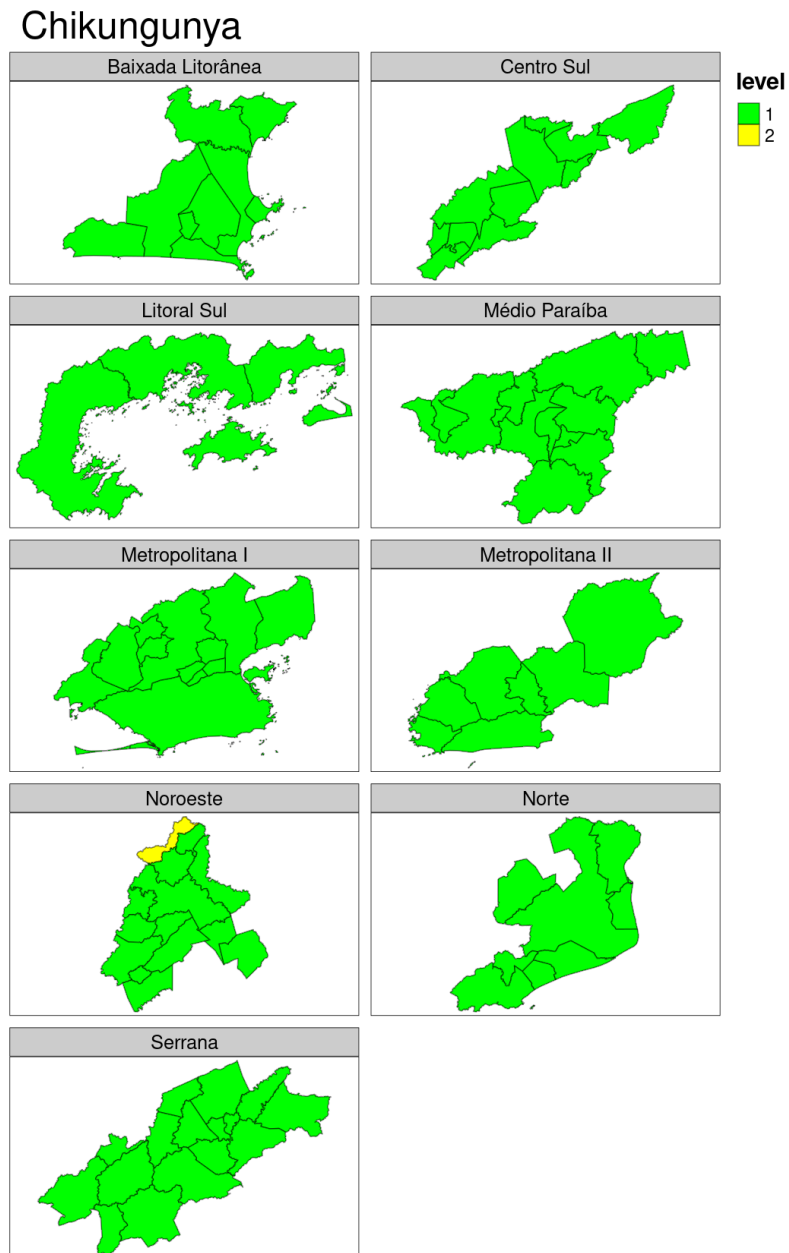 Chikungunya
Baixada Litorânea
Centro Sul
level
1
2
Litoral Sul
Médio Paraíba
Metropolitana I
Metropolitana II
Noroeste
Norte
Serrana